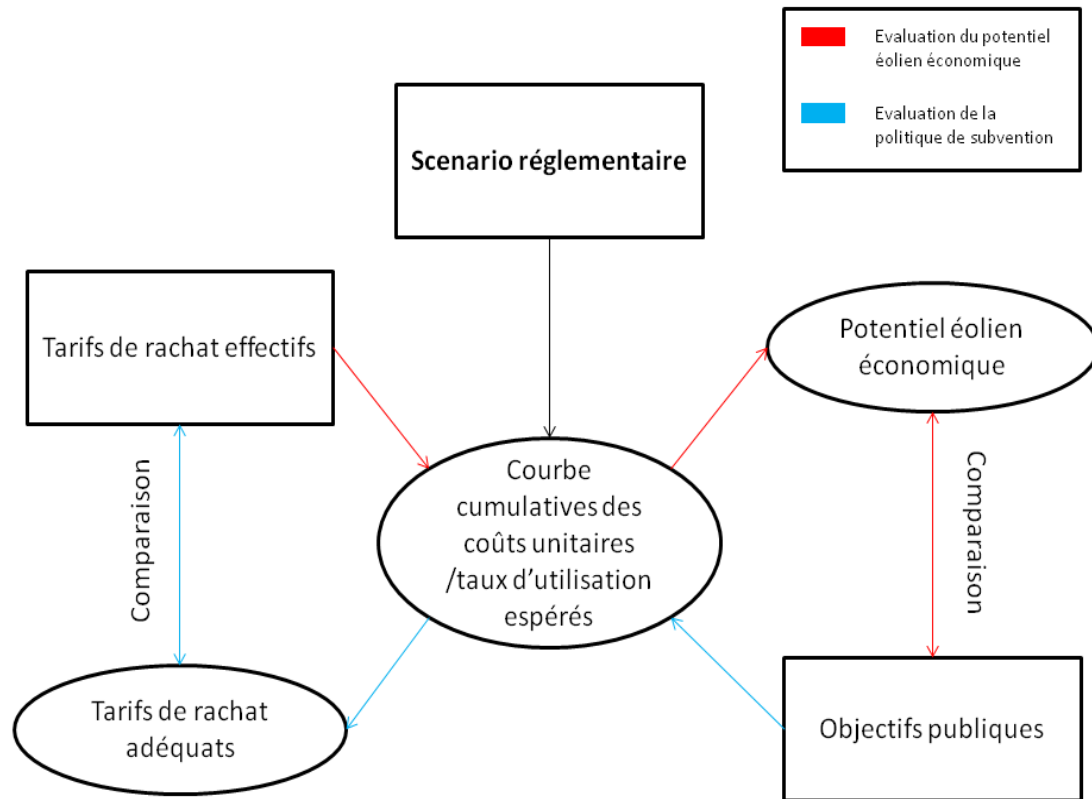 Evaluation du potentiel
éolien économique
Evaluation de la
politique de subvention
Scenario réglementaire
Tarifs de rachat effectifs
Potentiel éolien
économique
Comparaison
Courbe
cumulatives des
coûts unitaires
/taux d'utilisation
espérés
Comparaison
Tarifs de rachat
adéquats
Objectifs publiques